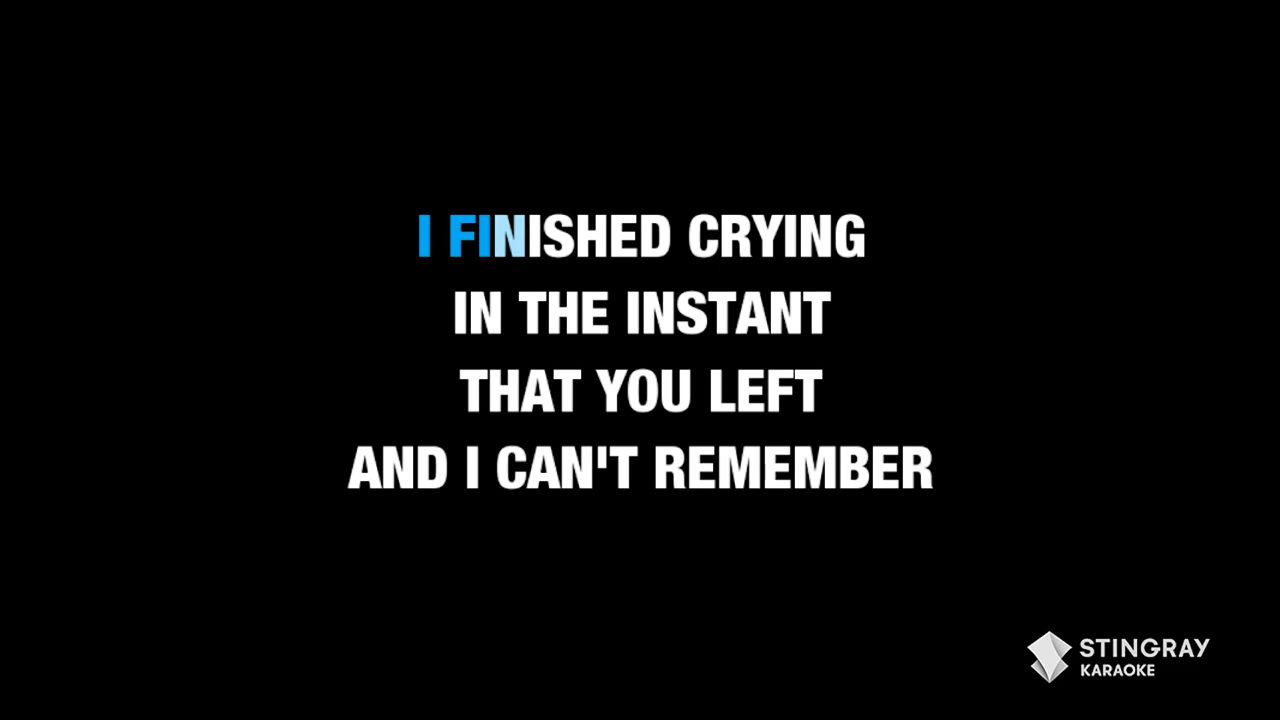 I FINISHED CRYING
IN THE INSTANT
THAT YOU LEFT
AND I CAN'T REMEMBER
STINGRAY
KARAOKE